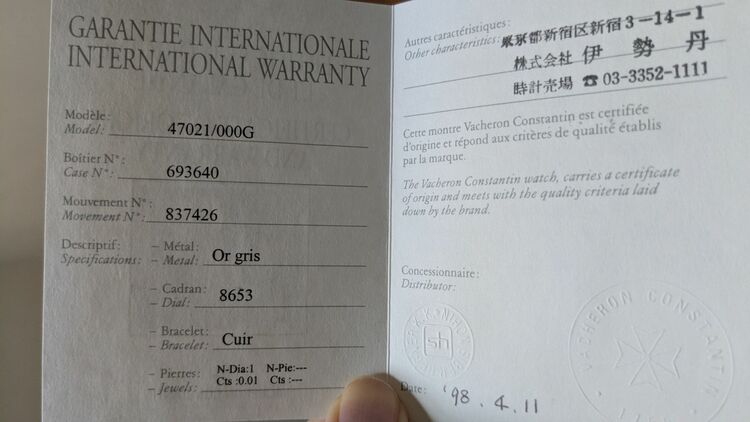 GARANTIE INTERNATIONALE
INTERNATIONAL WARRANTY
Modèle:
Model: 47021/000G
Boîtier N°:
Case N°: 693640
Mouvement N°:
Movement N°: 837426
Descriptif: – Métal:
Specifications: – Metal: Or gris
– Cadran:
– Dial: 8653
– Bracelet:
– Bracelet: Cuir
– Pierres: N-Dia:1 N-Pie:---
– Jewels: Cts :0.01 Cts :---
Autres caractéristiques:
Other characteristics: 東京都新宿区新宿3-14-1
株式会社 伊勢丹
時計売場 ☎ 03-3352-1111
Cette montre Vacheron Constantin est certifiée
d'origine et répond aux critères de qualité établis
par la marque.
The Vacheron Constantin watch, carries a certificate
of origin and meets with the quality criteria laid
down by the brand.
Concessionnaire:
Distributor:
sh
VACHERON CONSTANTIN
Date: '98.4.11